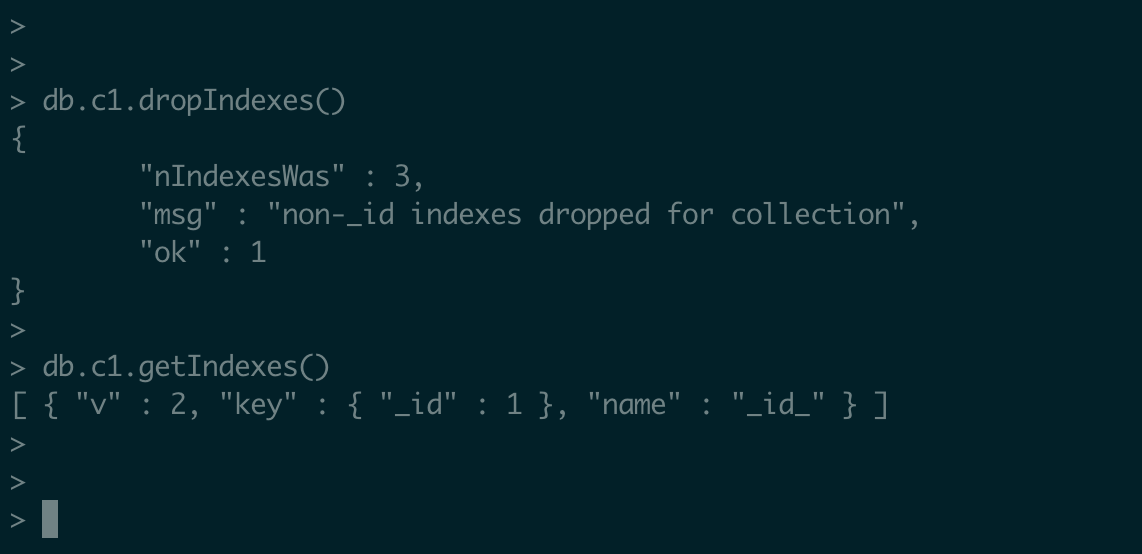 >
>
> db.c1.dropIndexes()
{
        "nIndexesWas" : 3,
        "msg" : "non-_id indexes dropped for collection",
        "ok" : 1
}
>
> db.c1.getIndexes()
[ { "v" : 2, "key" : { "_id" : 1 }, "name" : "_id_" } ]
>
>
>